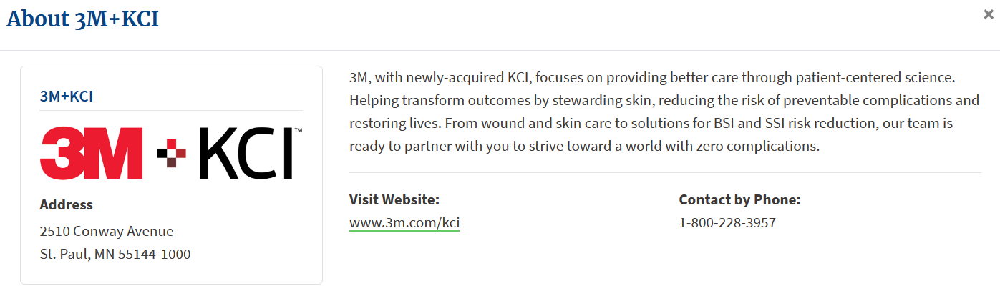 About 3M+KCI
×
3M+KCI
3M+KCI™
Address
2510 Conway Avenue
St. Paul, MN 55144-1000
3M, with newly-acquired KCI, focuses on providing better care through patient-centered science.
Helping transform outcomes by stewarding skin, reducing the risk of preventable complications and
restoring lives. From wound and skin care to solutions for BSI and SSI risk reduction, our team is
ready to partner with you to strive toward a world with zero complications.
Visit Website:
www.3m.com/kci
Contact by Phone:
1-800-228-3957